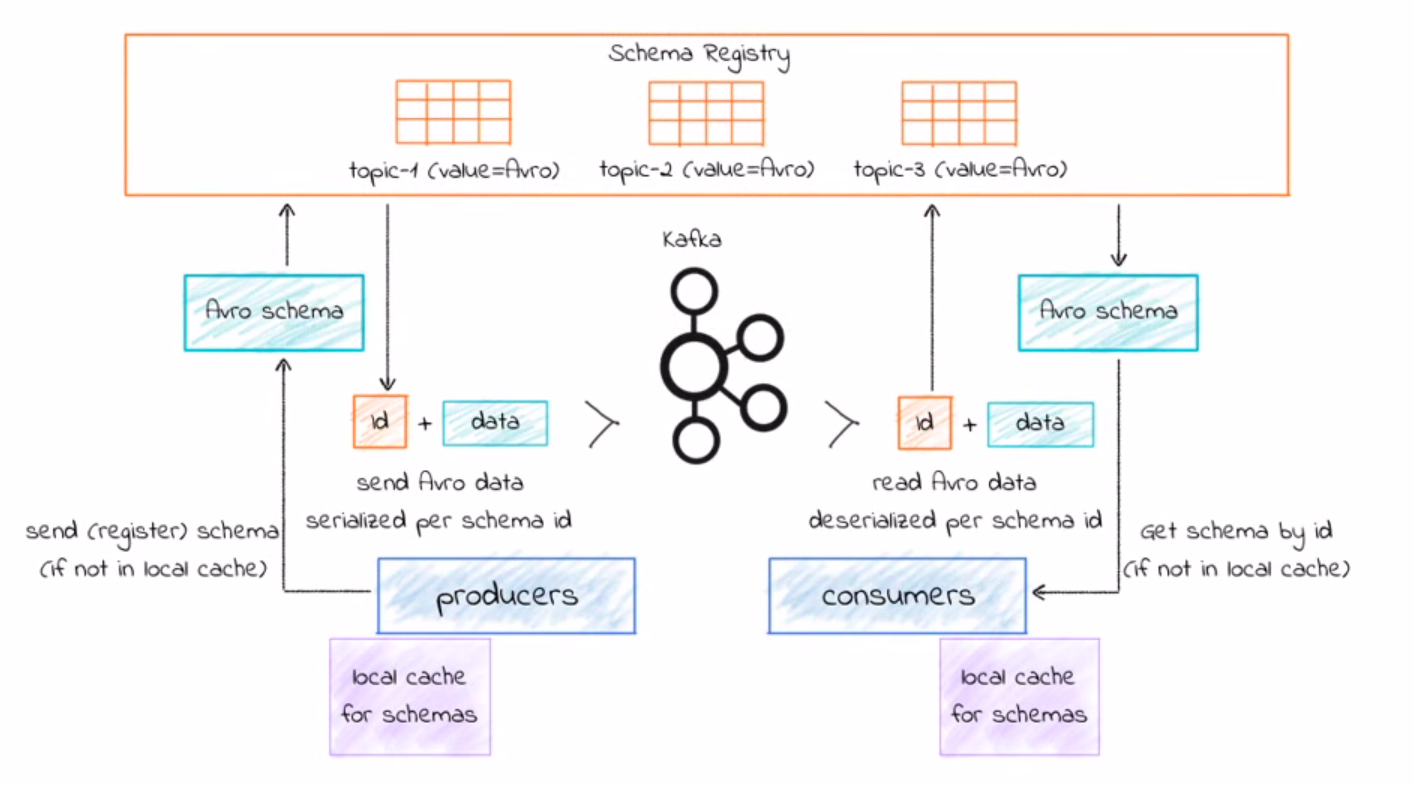 Schema Registry
topic-1 (value=Avro)
topic-2 (value=Avro)
topic-3 (value=Avro)
Kafka
Avro schema
Avro schema
id + data
id + data
send Avro data
serialized per schema id
read Avro data
deserialized per schema id
send (register) schema
(if not in local cache)
Get schema by id
(if not in local cache)
producers
consumers
local cache
for schemas
local cache
for schemas